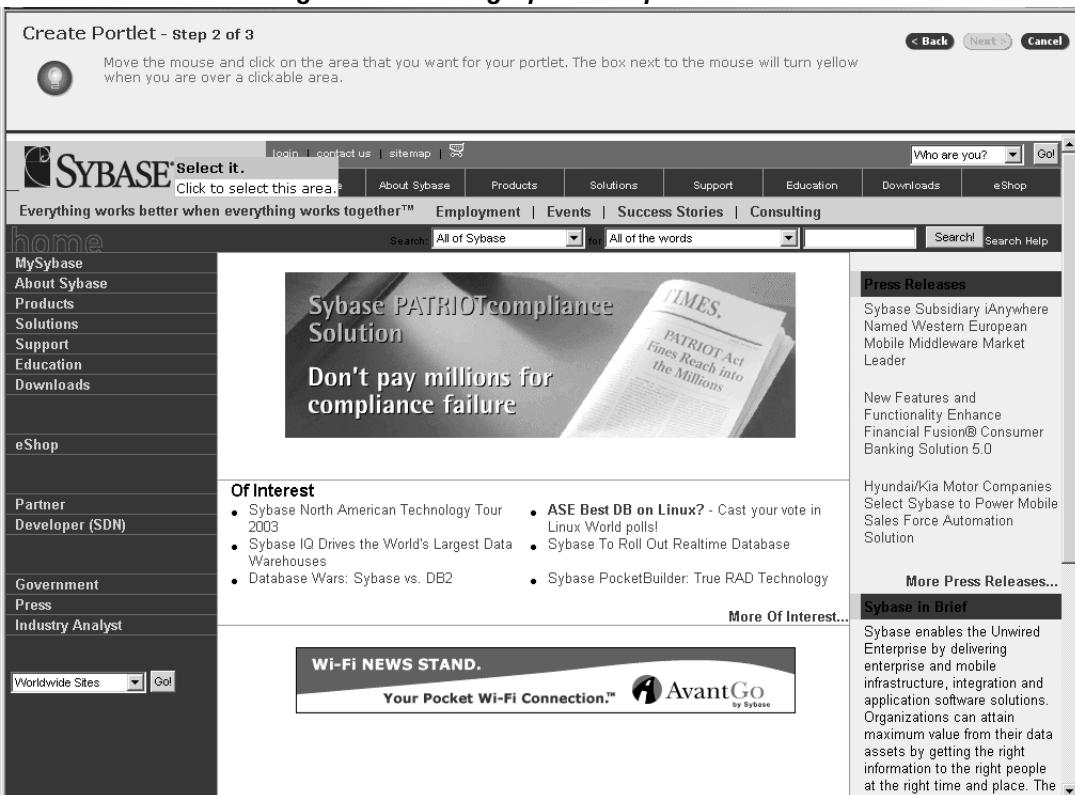 Create Portlet - Step 2 of 3
< Back
Next >
Cancel
Move the mouse and click on the area that you want for your portlet. The box next to the mouse will turn yellow
when you are over a clickable area.
SYBASE
Select it.
Click to select this area.
login | contact us | sitemap |
Who are you?
Go!
About Sybase
Products
Solutions
Support
Education
Downloads
eShop
Everything works better when everything works together™
Employment | Events | Success Stories | Consulting
home
Search:
All of Sybase
for
All of the words
Search!
Search Help
MySybase
About Sybase
Products
Solutions
Support
Education
Downloads
eShop
Partner
Developer (SDN)
Government
Press
Industry Analyst
Worldwide Sites
Go!
Sybase PATRIOTcompliance
Solution
Don't pay millions for
compliance failure
TIMES.
PATRIOT Act
Fines Reach into
the Millions
Of Interest
Sybase North American Technology Tour
2003
Sybase IQ Drives the World's Largest Data
Warehouses
Database Wars: Sybase vs. DB2
ASE Best DB on Linux? - Cast your vote in
Linux World polls!
Sybase To Roll Out Realtime Database
Sybase PocketBuilder: True RAD Technology
More Of Interest...
Wi-Fi NEWS STAND.
Your Pocket Wi-Fi Connection.™
AvantGo
by Sybase
Press Releases
Sybase Subsidiary iAnywhere
Named Western European
Mobile Middleware Market
Leader
New Features and
Functionality Enhance
Financial Fusion® Consumer
Banking Solution 5.0
Hyundai/Kia Motor Companies
Select Sybase to Power Mobile
Sales Force Automation
Solution
More Press Releases...
Sybase in Brief
Sybase enables the Unwired
Enterprise by delivering
enterprise and mobile
infrastructure, integration and
application software solutions.
Organizations can attain
maximum value from their data
assets by getting the right
information to the right people
at the right time and place. The